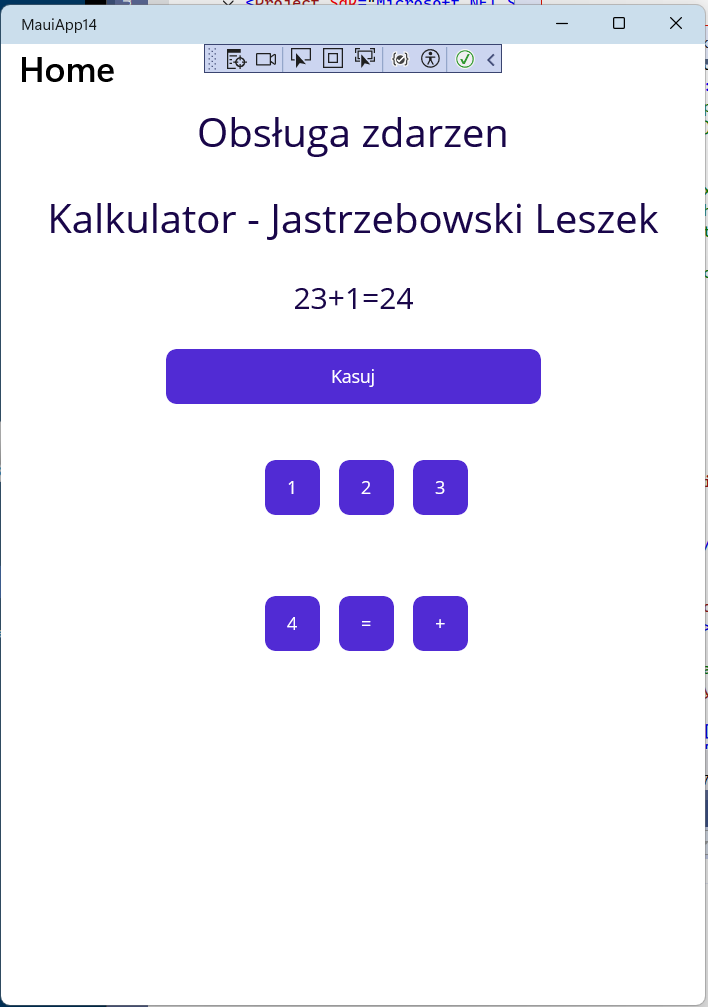 MauiApp14
Home
Obsługa zdarzen
Kalkulator - Jastrzebowski Leszek
23+1=24
Kasuj
1 2 3
4 = +